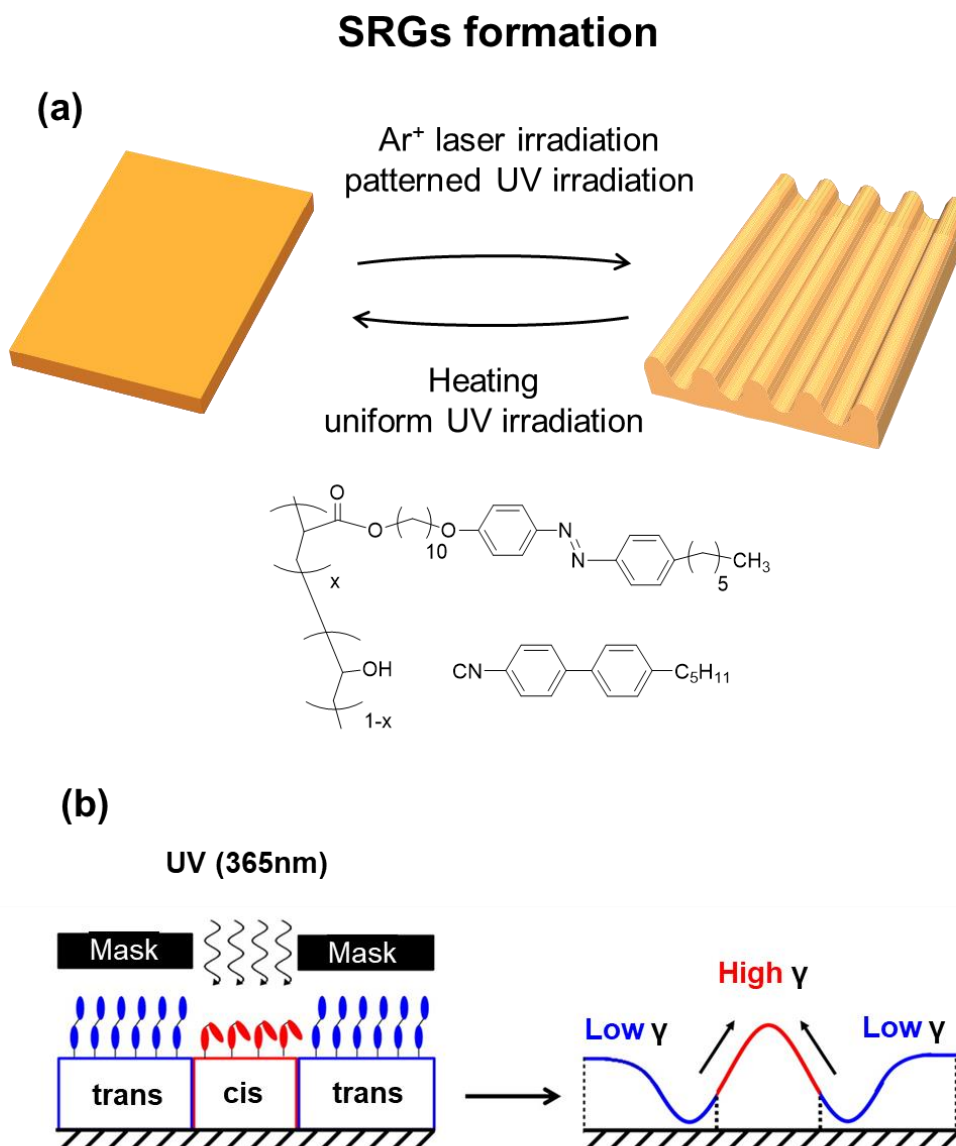 SRGs formation
(a)
Ar⁺ laser irradiation
patterned UV irradiation
Heating
uniform UV irradiation
O
O
10
O
N
N
5
CH₃
x
OH
1-x
CN
C₅H₁₁
(b)
UV (365nm)
Mask
Mask
trans
cis
trans
High γ
Low γ
Low γ